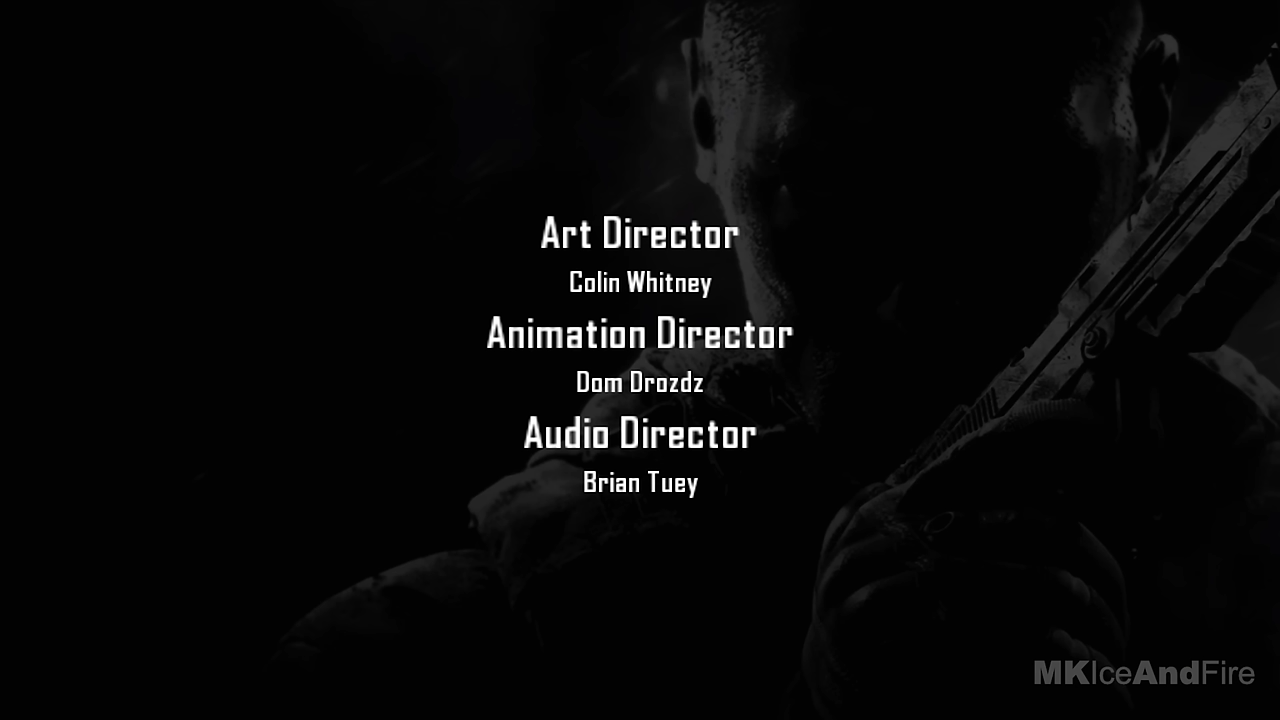 Art Director
Colin Whitney
Animation Director
Dom Drozdz
Audio Director
Brian Tuey
MKIceAndFire